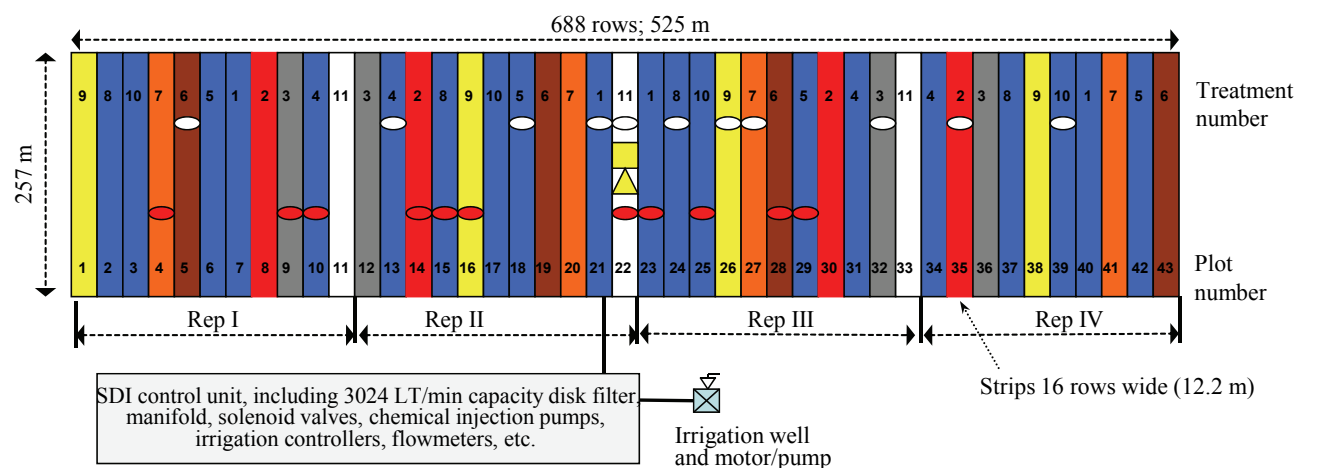 688 rows; 525 m
9 8 10 7 6 5 1 2 3 4 11 3 4 2 8 9 10 5 6 7 1 11 1 8 10 9 7 6 5 2 4 3 11 4 2 3 8 9 10 1 7 5 6
Treatment
number
257 m
1 2 3 4 5 6 7 8 9 10 11 12 13 14 15 16 17 18 19 20 21 22 23 24 25 26 27 28 29 30 31 32 33 34 35 36 37 38 39 40 41 42 43
Plot
number
Rep I Rep II Rep III Rep IV
SDI control unit, including 3024 LT/min capacity disk filter,
manifold, solenoid valves, chemical injection pumps,
irrigation controllers, flowmeters, etc.
Strips 16 rows wide (12.2 m)
Irrigation well
and motor/pump